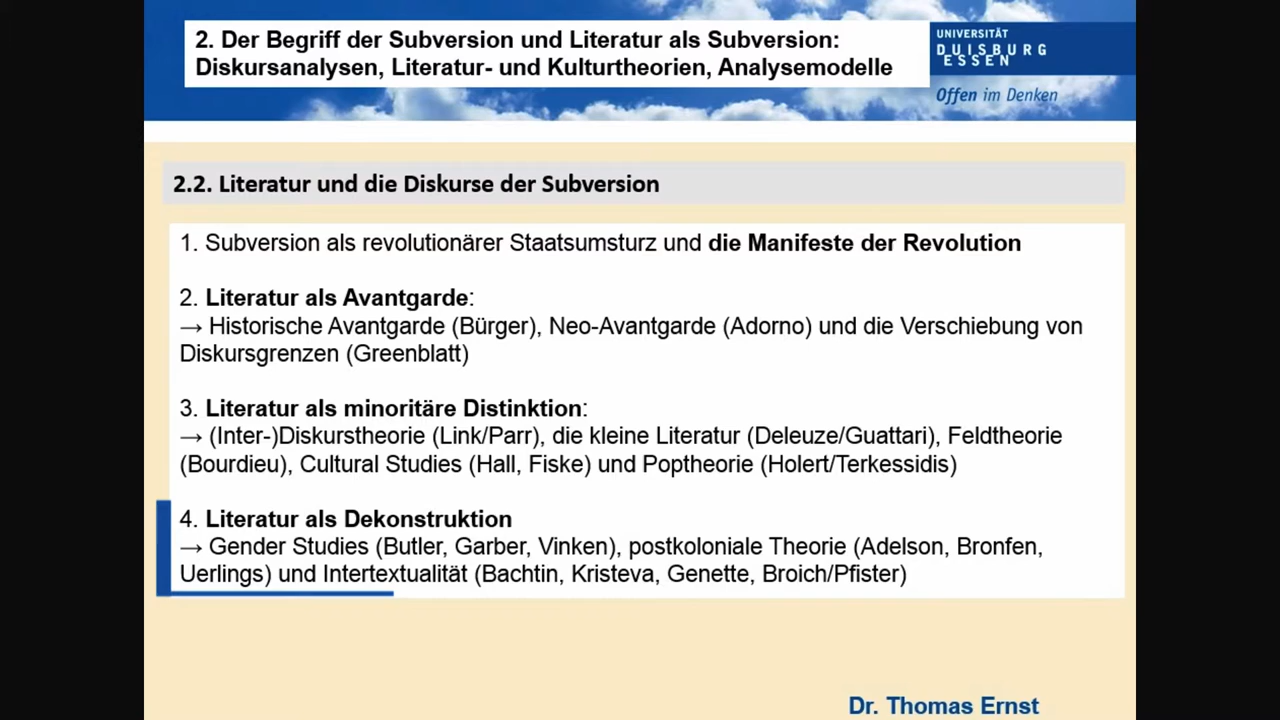 2. Der Begriff der Subversion und Literatur als Subversion:
Diskursanalysen, Literatur- und Kulturtheorien, Analysemodelle
UNIVERSITÄT
DUISBURG
ESSEN
Offen im Denken
2.2. Literatur und die Diskurse der Subversion
1. Subversion als revolutionärer Staatsumsturz und die Manifeste der Revolution
2. Literatur als Avantgarde:
→ Historische Avantgarde (Bürger), Neo-Avantgarde (Adorno) und die Verschiebung von
Diskursgrenzen (Greenblatt)
3. Literatur als minoritäre Distinktion:
→ (Inter-)Diskurstheorie (Link/Parr), die kleine Literatur (Deleuze/Guattari), Feldtheorie
(Bourdieu), Cultural Studies (Hall, Fiske) und Poptheorie (Holert/Terkessidis)
4. Literatur als Dekonstruktion
→ Gender Studies (Butler, Garber, Vinken), postkoloniale Theorie (Adelson, Bronfen,
Uerlings) und Intertextualität (Bachtin, Kristeva, Genette, Broich/Pfister)
Dr. Thomas Ernst